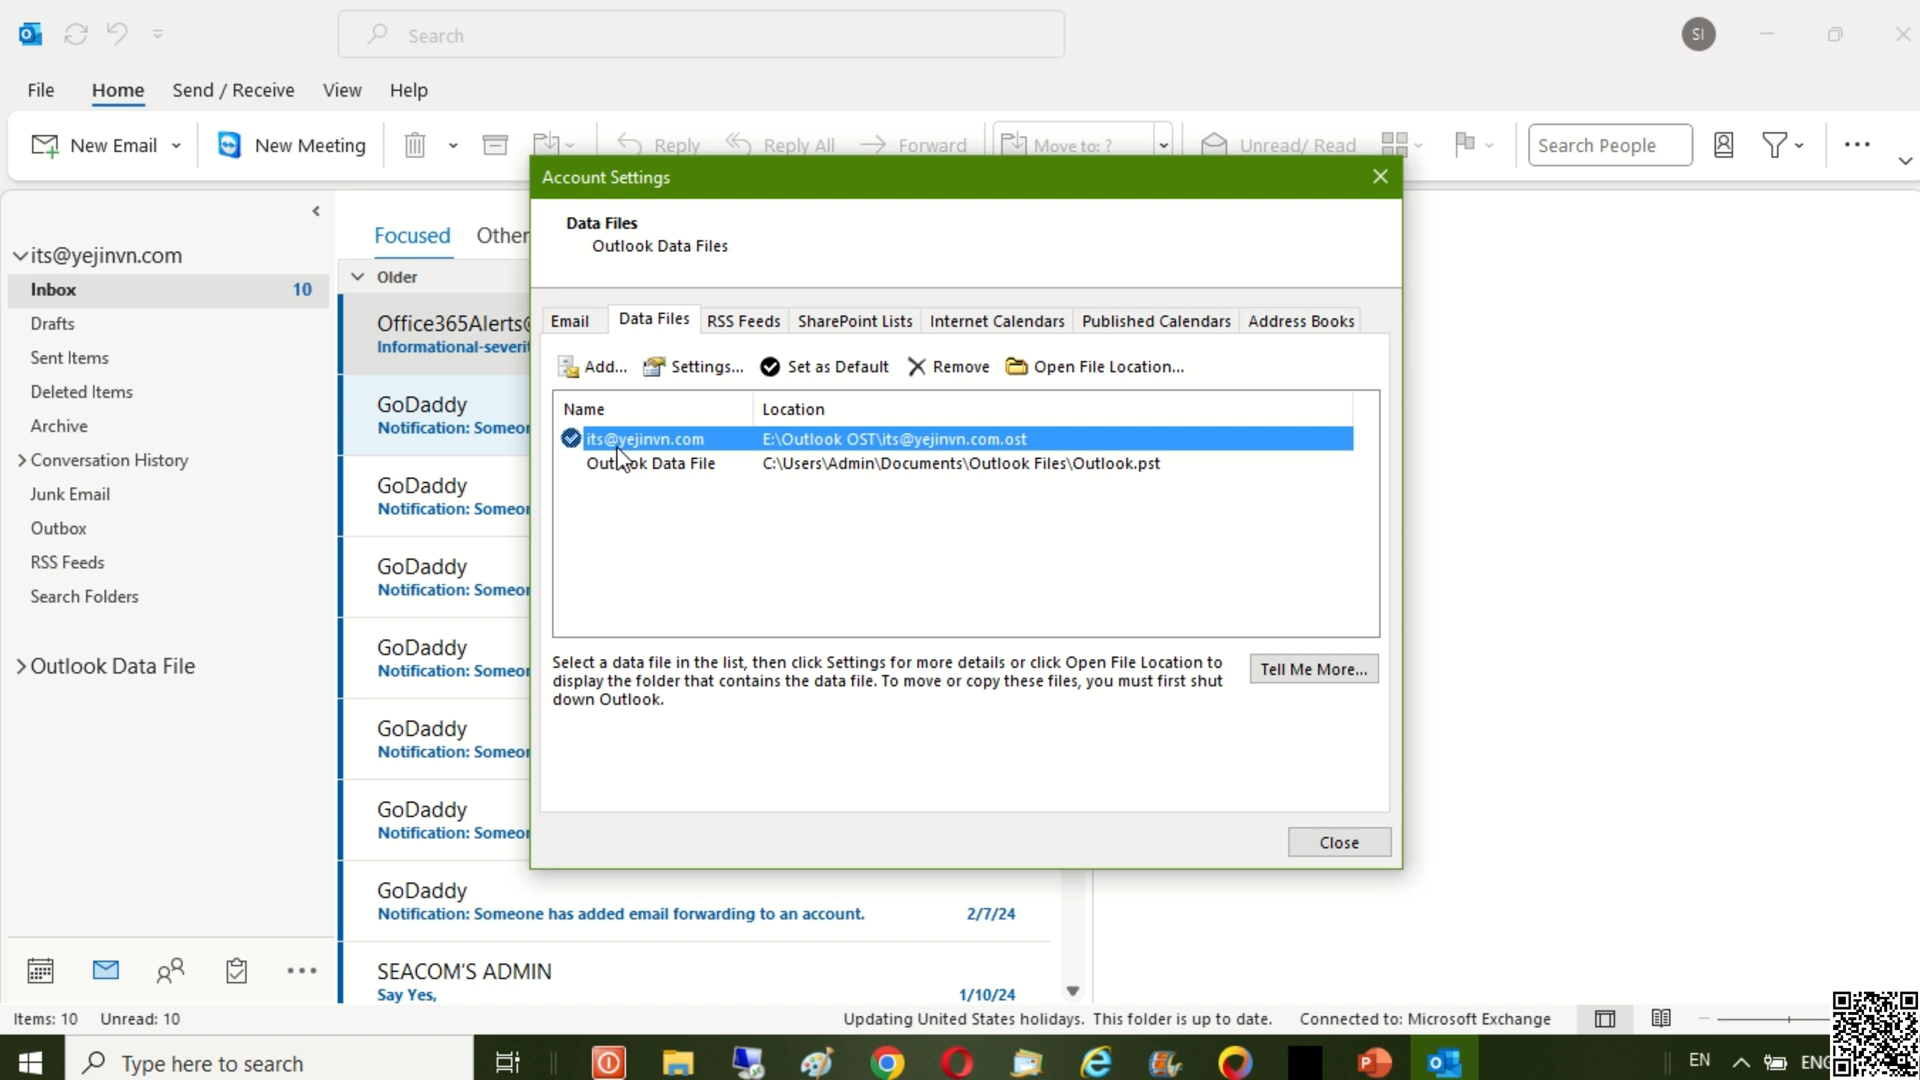 Search
SI
File Home Send / Receive View Help
New Email New Meeting Reply Reply All Forward Move to: ? Unread/ Read Search People
Account Settings
Data Files
Outlook Data Files
Email Data Files RSS Feeds SharePoint Lists Internet Calendars Published Calendars Address Books
Add... Settings... Set as Default Remove Open File Location...
Name Location
its@yejinvn.com E:\Outlook OST\its@yejinvn.com.ost
Outlook Data File C:\Users\Admin\Documents\Outlook Files\Outlook.pst
Select a data file in the list, then click Settings for more details or click Open File Location to
display the folder that contains the data file. To move or copy these files, you must first shut
down Outlook.
Tell Me More...
Close
its@yejinvn.com
Inbox 10
Drafts
Sent Items
Deleted Items
Archive
Conversation History
Junk Email
Outbox
RSS Feeds
Search Folders
Outlook Data File
Focused Other
Older
Office365Alerts@
Informational-severit
GoDaddy
Notification: Someo
GoDaddy
Notification: Someo
GoDaddy
Notification: Someo
GoDaddy
Notification: Someo
GoDaddy
Notification: Someo
GoDaddy
Notification: Someo
GoDaddy
Notification: Someone has added email forwarding to an account. 2/7/24
SEACOM'S ADMIN
Say Yes, 1/10/24
Items: 10 Unread: 10 Updating United States holidays. This folder is up to date. Connected to: Microsoft Exchange
Type here to search EN ENG